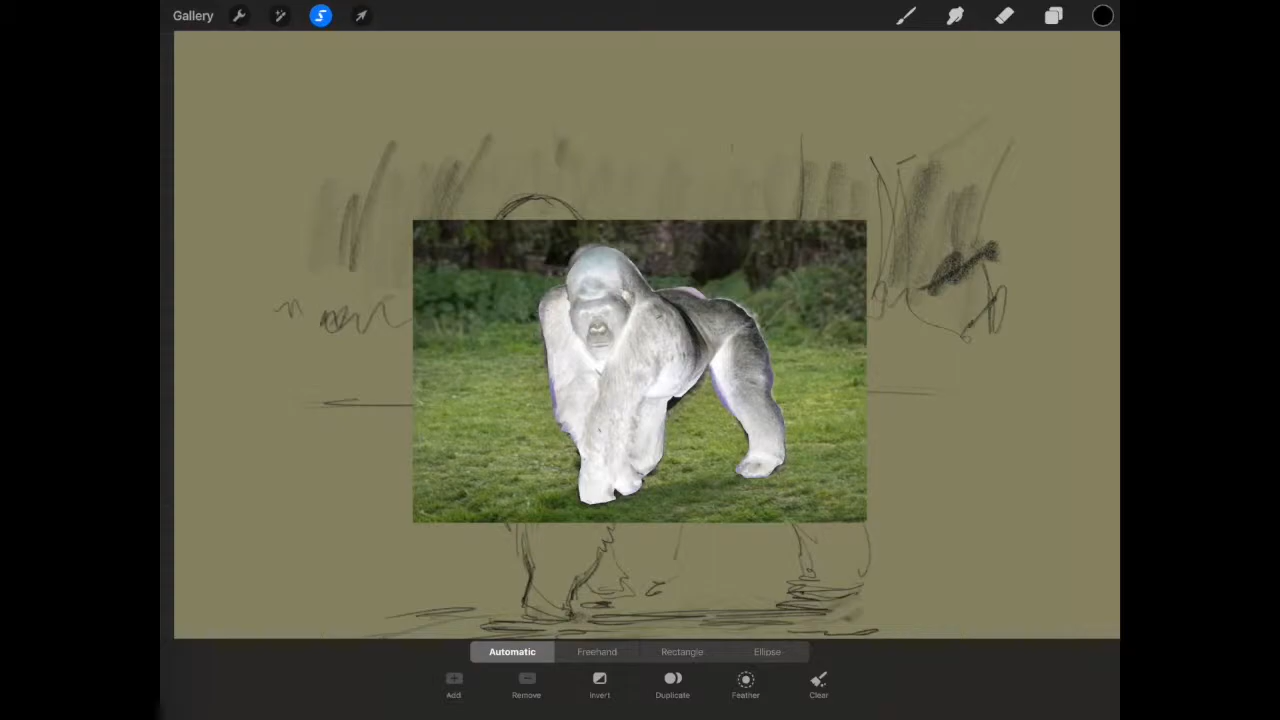 Gallery
Automatic Freehand Rectangle Ellipse
Add Remove Invert Duplicate Feather Clear